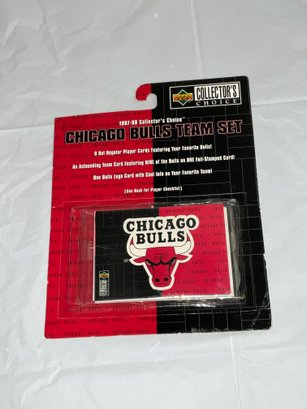 UPPER DECK
COLLECTOR'S
CHOICE
1997-98 Collector's Choice
CHICAGO BULLS TEAM SET
9 Hot Regular Player Cards Featuring Your Favorite Bulls!
An Astounding Team Card Featuring NINE of the Bulls on ONE Foil-Stamped Card!
One Bulls Logo Card with Cool Info on Your Favorite Team!
(See Back for Player Checklist)
CHICAGO
BULLS